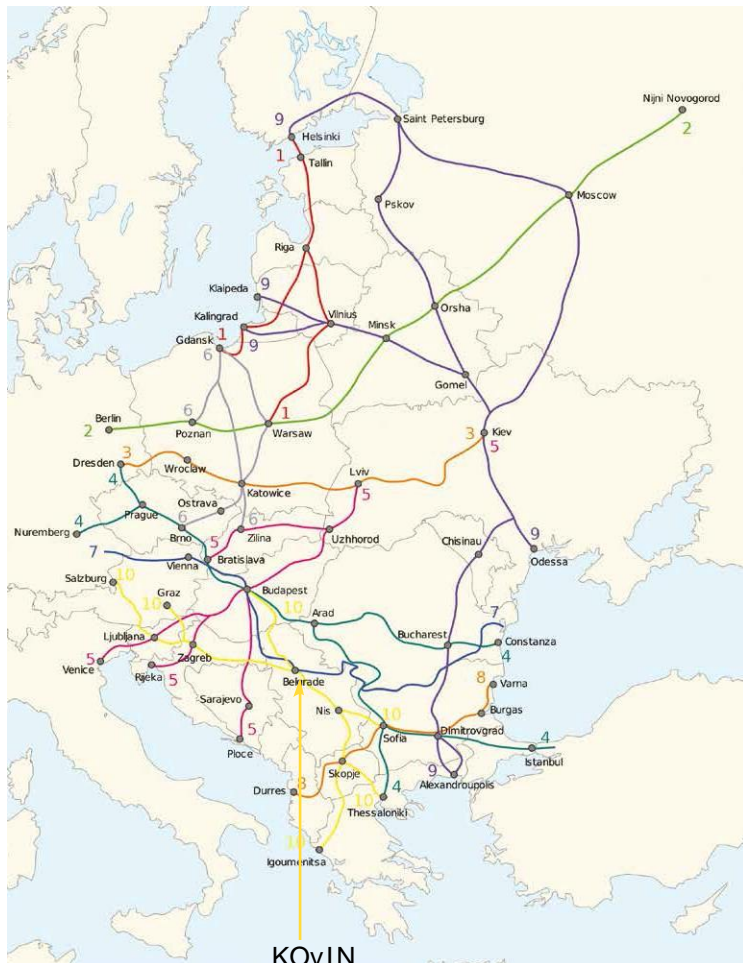 Nijni Novogorod
2
9
Saint Petersburg
Helsinki
1
Tallin
Moscow
Pskov
Riga
Klaipeda
9
Orsha
Kalingrad
Vilnius
Minsk
Gdansk
1
6
9
Gomel
Berlin
2
6
Poznan
1
Warsaw
3
Kiev
5
Dresden
3
Wroclaw
4
Lviv
5
Katowice
Ostrava
Prague
4
Nuremberg
6
Brno
6
Zilina
Uzhhorod
Chisinau
9
Odessa
7
Vienna
5
Bratislava
Salzburg
10
Graz
10
Budapest
10
Arad
7
Bucharest
Constanza
4
Ljubljana
Zagreb
Venice
5
Rijeka
5
Belgrade
8
Varna
Sarajevo
Nis
10
Burgas
5
Ploce
Sofia
Dimitrovgrad
4
Istanbul
Skopje
9
Alexandroupolis
Durres
8
10
4
Thessaloniki
10
Igoumenitsa
KOvIN